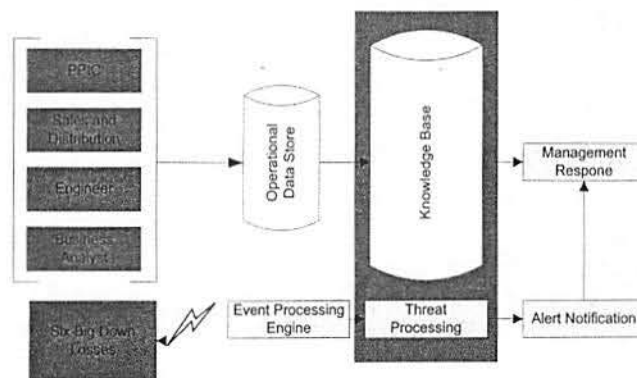 PPIC
Sales and
Distribution
Engineer
Business
Analyst
Operational
Data Store
Knowledge Base
Management
Respone
Six Big Down
Losses
Event Processing
Engine
Threat
Processing
Alert Notification